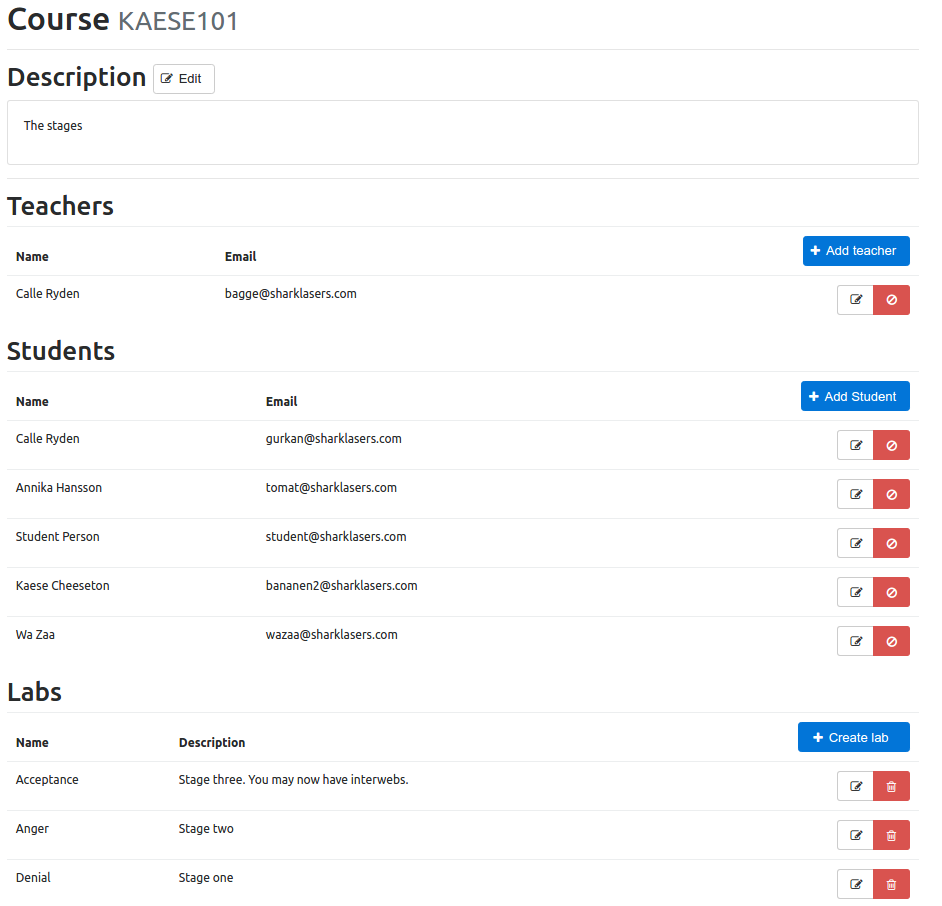 Course KAESE101
Description Edit
The stages
Teachers
Name Email Add teacher
Calle Ryden bagge@sharklasers.com
Students
Name Email Add Student
Calle Ryden gurkan@sharklasers.com
Annika Hansson tomat@sharklasers.com
Student Person student@sharklasers.com
Kaese Cheeseton bananen2@sharklasers.com
Wa Zaa wazaa@sharklasers.com
Labs
Name Description Create lab
Acceptance Stage three. You may now have interwebs.
Anger Stage two
Denial Stage one